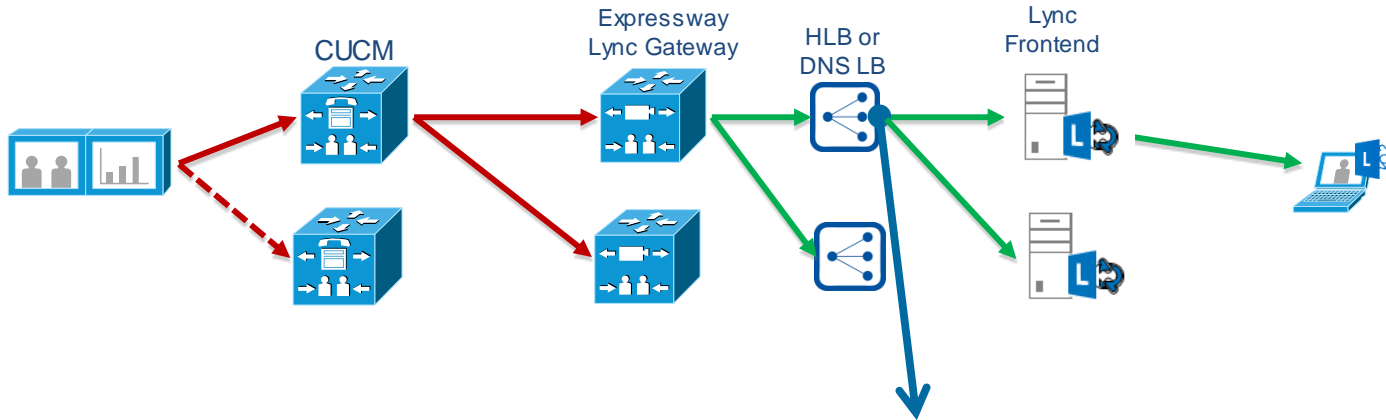 CUCM
Expressway
Lync Gateway
HLB or
DNS LB
Lync
Frontend
L
L
L